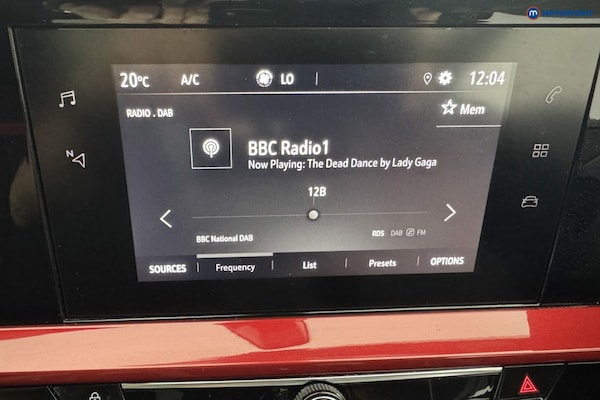 20°C A/C LO 12:04
RADIO . DAB Mem
BBC Radio1
Now Playing: The Dead Dance by Lady Gaga
N
12B
BBC National DAB RDS DAB FM
SOURCES Frequency List Presets OPTIONS